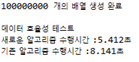 100000000 개의 배열 생성 완료
데이터 효율성 테스트
새로운 알고리즘 수행시간 :5.412초
기존 알고리즘 수행시간 :8.141초